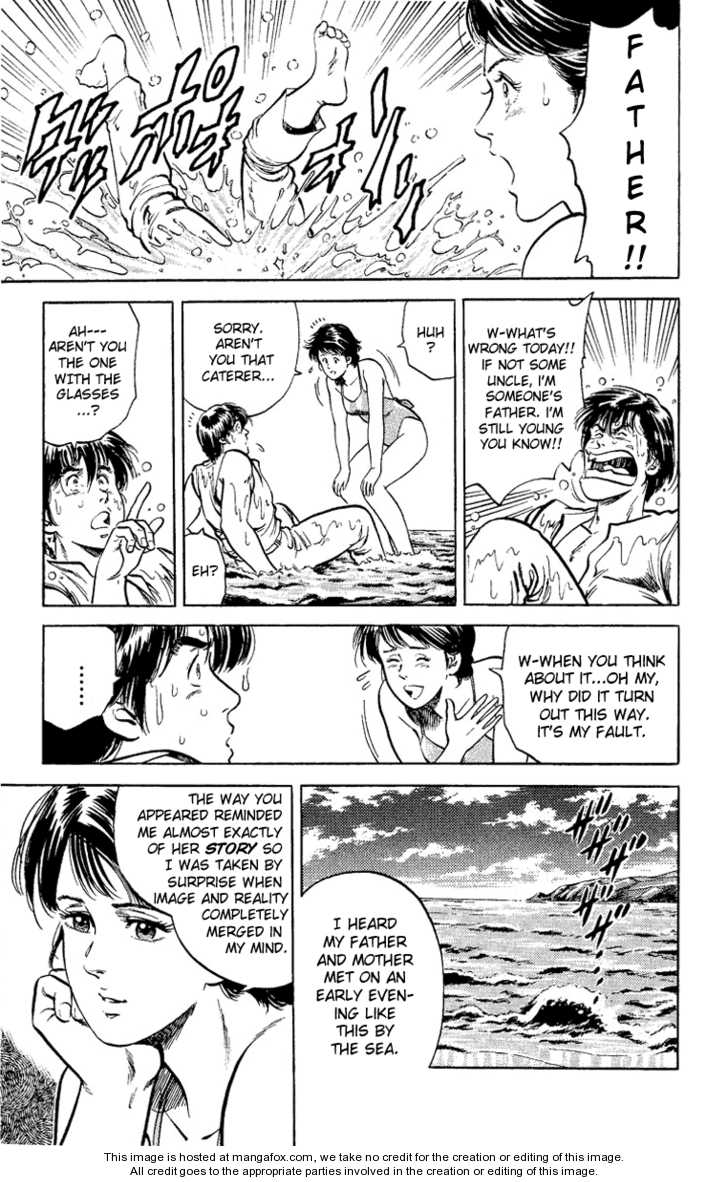 FATHER!!
W-WHAT'S
WRONG TODAY!!
IF NOT SOME
UNCLE, I'M
SOMEONE'S
FATHER. I'M
STILL YOUNG
YOU KNOW!!
HUH
?
SORRY.
AREN'T
YOU THAT
CATERER...
EH?
AH---
AREN'T YOU
THE ONE
WITH THE
GLASSES
...?
W-WHEN YOU THINK
ABOUT IT...OH MY,
WHY DID IT TURN
OUT THIS WAY.
IT'S MY FAULT.
......
ザザザザ...
I HEARD
MY FATHER
AND MOTHER
MET ON AN
EARLY EVEN-
ING LIKE
THIS BY
THE SEA.
THE WAY YOU
APPEARED REMINDED
ME ALMOST EXACTLY
OF HER STORY SO
I WAS TAKEN BY
SURPRISE WHEN
IMAGE AND REALITY
COMPLETELY
MERGED IN
MY MIND.
This image is hosted at mangafox.com, we take no credit for the creation or editing of this image.
All credit goes to the appropriate parties involved in the creation or editing of this image.